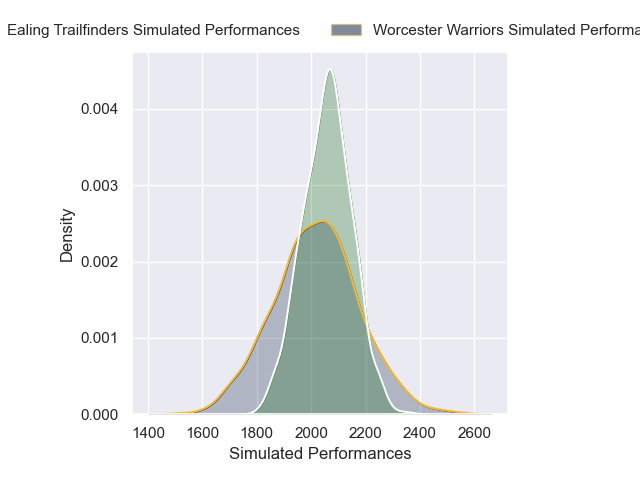 Ealing Trailfinders Simulated Performances Worcester Warriors Simulated
0.004
0.003
0.002
0.001
0.000
Density
1400 1600 1800 2000 2200 2400 2600
Simulated Performances